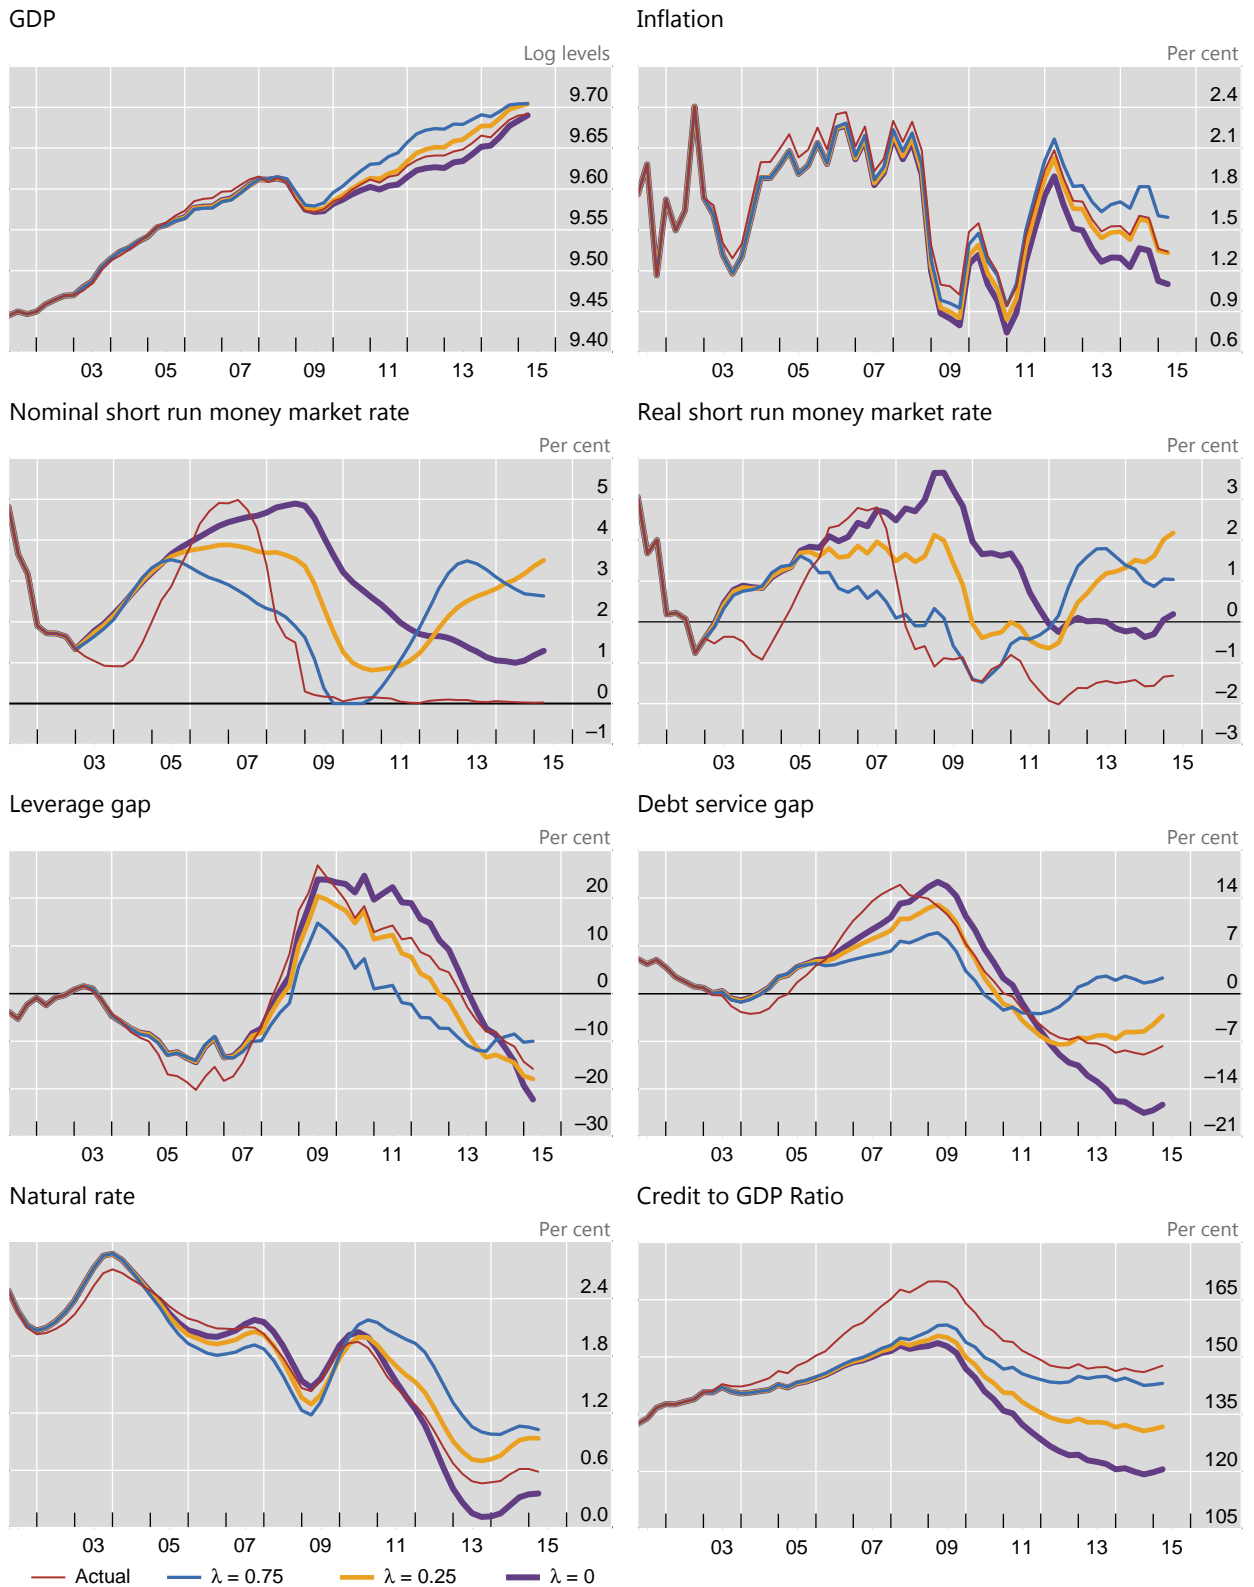 GDP
Inflation
Log levels
Per cent
9.70
9.65
9.60
9.55
9.50
9.45
9.40
2.4
2.1
1.8
1.5
1.2
0.9
0.6
03 05 07 09 11 13 15
03 05 07 09 11 13 15
Nominal short run money market rate
Real short run money market rate
Per cent
Per cent
5
4
3
2
1
0
–1
3
2
1
0
–1
–2
–3
03 05 07 09 11 13 15
03 05 07 09 11 13 15
Leverage gap
Debt service gap
Per cent
Per cent
20
10
0
–10
–20
–30
14
7
0
–7
–14
–21
03 05 07 09 11 13 15
03 05 07 09 11 13 15
Natural rate
Credit to GDP Ratio
Per cent
Per cent
2.4
1.8
1.2
0.6
0.0
165
150
135
120
105
03 05 07 09 11 13 15
03 05 07 09 11 13 15
Actual λ = 0.75 λ = 0.25 λ = 0